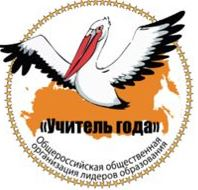 «Учитель года»
Общероссийская общественная
организация лидеров образования